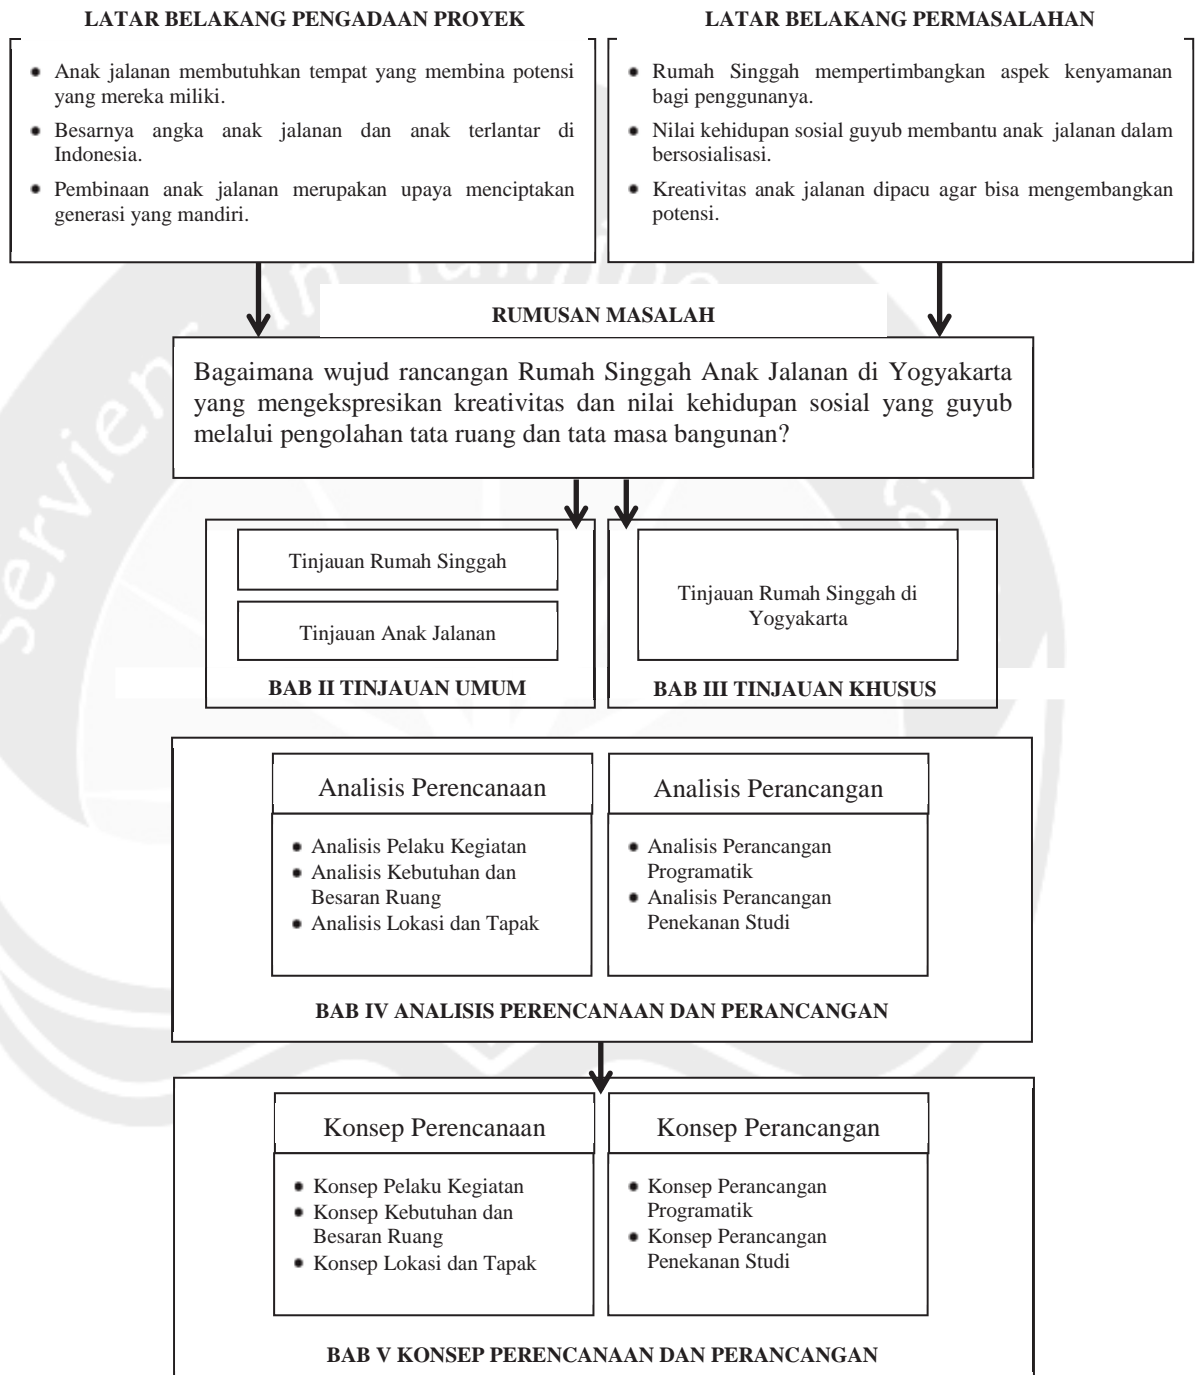 LATAR BELAKANG PENGADAAN PROYEK
Anak jalanan membutuhkan tempat yang membina potensi
yang mereka miliki.
Besarnya angka anak jalanan dan anak terlantar di
Indonesia.
Pembinaan anak jalanan merupakan upaya menciptakan
generasi yang mandiri.
LATAR BELAKANG PERMASALAHAN
Rumah Singgah mempertimbangkan aspek kenyamanan
bagi penggunanya.
Nilai kehidupan sosial guyub membantu anak jalanan dalam
bersosialisasi.
Kreativitas anak jalanan dipacu agar bisa mengembangkan
potensi.
RUMUSAN MASALAH
Bagaimana wujud rancangan Rumah Singgah Anak Jalanan di Yogyakarta
yang mengekspresikan kreativitas dan nilai kehidupan sosial yang guyub
melalui pengolahan tata ruang dan tata masa bangunan?
Tinjauan Rumah Singgah
Tinjauan Anak Jalanan
BAB II TINJAUAN UMUM
Tinjauan Rumah Singgah di
Yogyakarta
BAB III TINJAUAN KHUSUS
Analisis Perencanaan
Analisis Pelaku Kegiatan
Analisis Kebutuhan dan
Besaran Ruang
Analisis Lokasi dan Tapak
Analisis Perancangan
Analisis Perancangan
Programatik
Analisis Perancangan
Penekanan Studi
BAB IV ANALISIS PERENCANAAN DAN PERANCANGAN
Konsep Perencanaan
Konsep Pelaku Kegiatan
Konsep Kebutuhan dan
Besaran Ruang
Konsep Lokasi dan Tapak
Konsep Perancangan
Konsep Perancangan
Programatik
Konsep Perancangan
Penekanan Studi
BAB V KONSEP PERENCANAAN DAN PERANCANGAN
serviens in